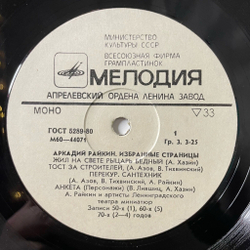 МИНИСТЕРСТВО
КУЛЬТУРЫ СССР
ВСЕСОЮЗНАЯ ФИРМА
ГРАМПЛАСТИНОК
МЕЛОДИЯ
АПРЕЛЕВСКИЙ ОРДЕНА ЛЕНИНА ЗАВОД
МОНО
33
ГОСТ 5289-80
М60—44071
1
Гр. 3. 3-25
АРКАДИЙ РАЙКИН. ИЗБРАННЫЕ СТРАНИЦЫ
ЖИЛ НА СВЕТЕ РЫЦАРЬ БЕДНЫЙ (А. Хазин)
ТОСТ ЗА СТРОИТЕЛЕЙ (А. Азов, В. Тихвинский)
ПЕРЕКУР, САНТЕХНИК
(А. Азов, В. Тихвинский, А. Райкин)
АНКЕТА (Персонажи) (В. Лифшиц, А. Хазин)
А. Райкин и артисты Ленинградского
театра миниатюр
Записи 50-х (1), 60-х (5)
70-х (2—4) годов